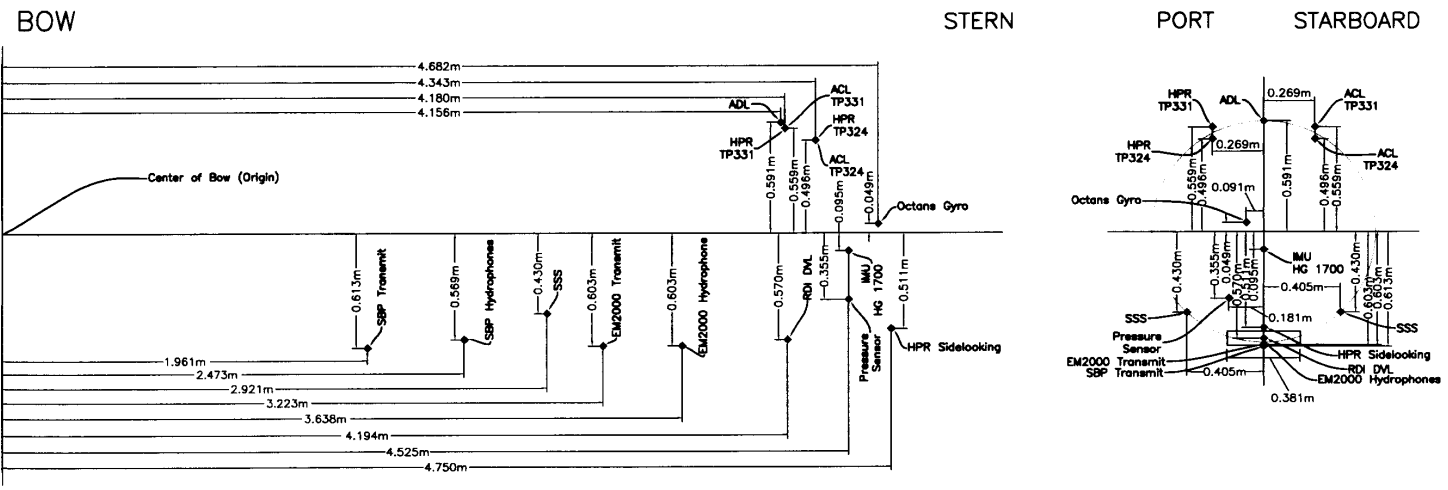 BOW
STERN
PORT
STARBOARD
4.682m
4.343m
4.180m
4.156m
ADL
ACL
TP331
HPR
TP331
HPR
TP324
ACL
TP324
0.591m
0.559m
0.496m
0.095m
0.049m
Center of Bow (Origin)
Octans Gyro
0.613m
SBP Transmit
0.569m
SBP Hydrophones
0.430m
SSS
0.603m
EM2000 Transmit
0.603m
EM2000 Hydrophone
0.570m
RDI DVL
0.355m
IMU
HG 1700
0.511m
Pressure
Sensor
HPR Sidelooking
1.961m
2.473m
2.921m
3.223m
3.638m
4.194m
4.525m
4.750m
HPR
TP331
ADL
0.269m
ACL
TP331
HPR
TP324
0.269m
ACL
TP324
0.559m
0.496m
0.591m
0.496m
0.559m
0.091m
Octans Gyro
0.430m
0.355m
0.049m
0.570m
0.511m
0.095m
IMU
HG 1700
0.405m
0.430m
0.603m
0.603m
0.613m
SSS
0.181m
SSS
Pressure
Sensor
HPR Sidelooking
EM2000 Transmit
RDI DVL
SBP Transmit
0.405m
EM2000 Hydrophones
0.381m